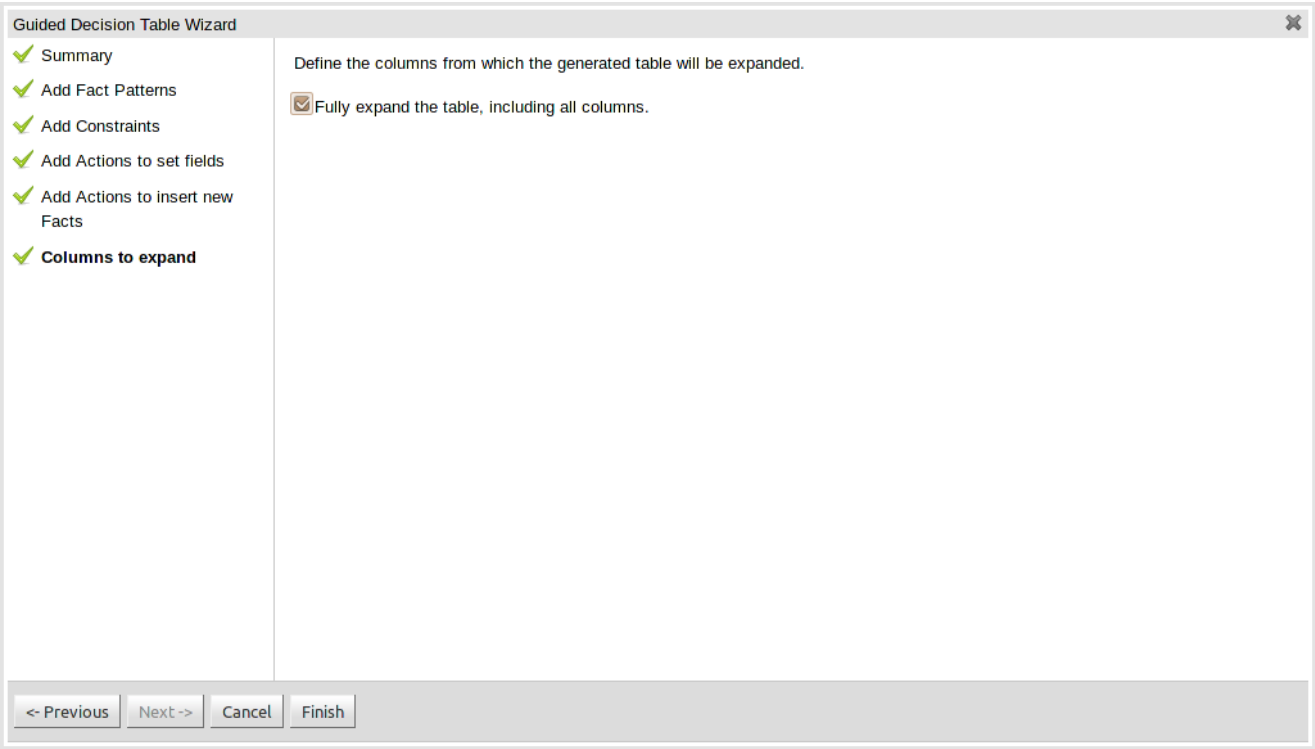 Guided Decision Table Wizard
Summary
Add Fact Patterns
Add Constraints
Add Actions to set fields
Add Actions to insert new
Facts
Columns to expand
Define the columns from which the generated table will be expanded.
Fully expand the table, including all columns.
<- Previous
Next ->
Cancel
Finish